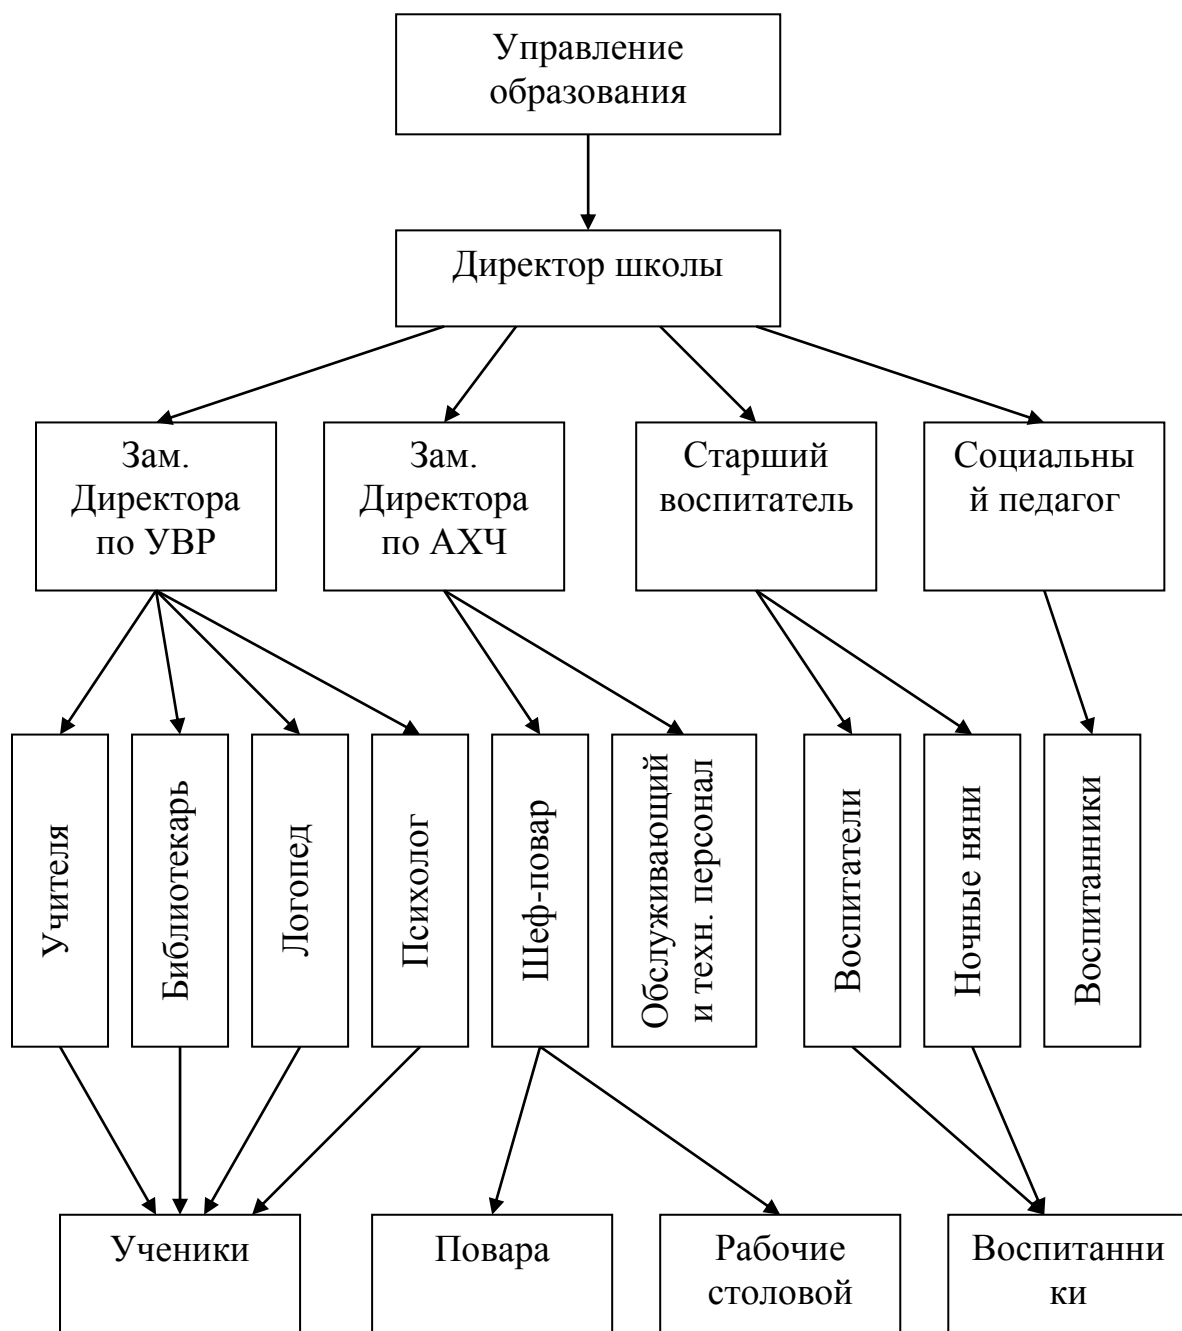 Управление
образования
Директор школы
Зам.
Директора
по УВР
Зам.
Директора
по АХЧ
Старший
воспитатель
Социальны
й педагог
Учителя
Библиотекарь
Логопед
Психолог
Шеф-повар
Обслуживающий
и техн. персонал
Воспитатели
Ночные няни
Воспитанники
Ученики
Повара
Рабочие
столовой
Воспитанни
ки